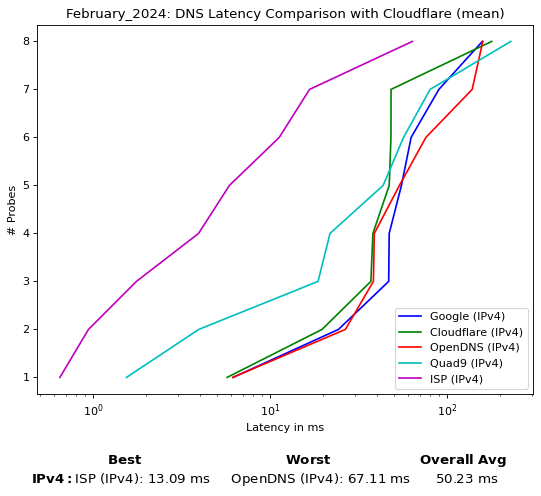 February_2024: DNS Latency Comparison with Cloudflare (mean)
8
7
6
5
4
3
2
1
# Probes
10⁰ 10¹ 10²
Latency in ms
Google (IPv4)
Cloudflare (IPv4)
OpenDNS (IPv4)
Quad9 (IPv4)
ISP (IPv4)
Best Worst Overall Avg
IPv4: ISP (IPv4): 13.09 ms OpenDNS (IPv4): 67.11 ms 50.23 ms